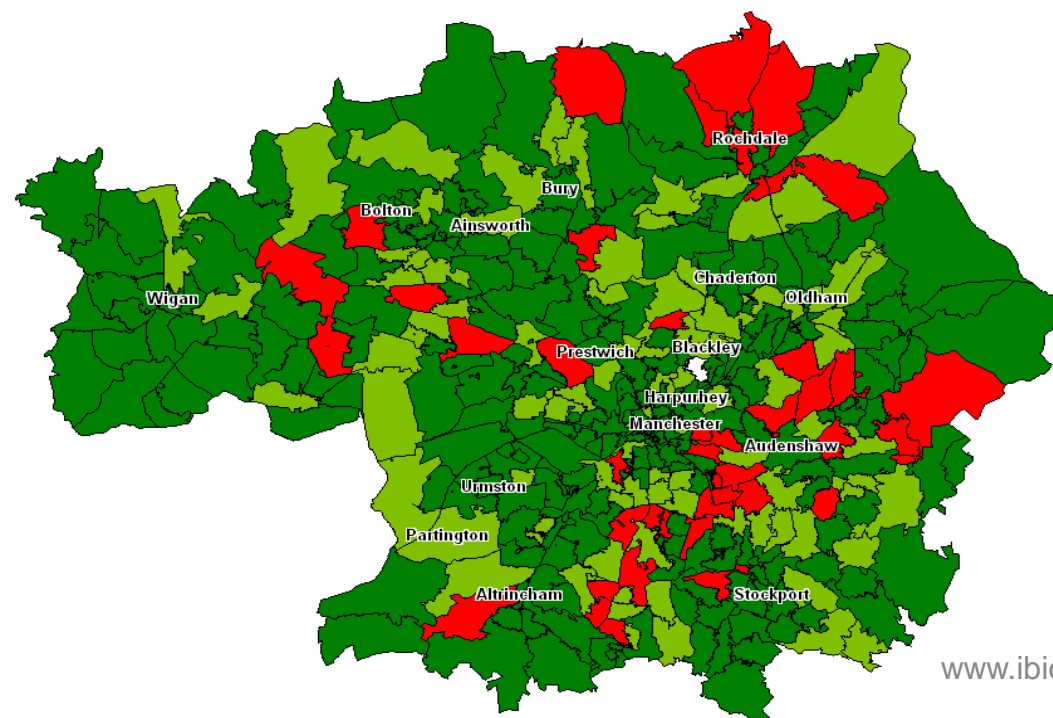 Rochdale
Bury
Bolton
Ainsworth
Chaderton
Wigan
Oldham
Prestwich
Blackley
Harpurhey
Manchester
Audenshaw
Urmston
Partington
Altrincham
Stockport